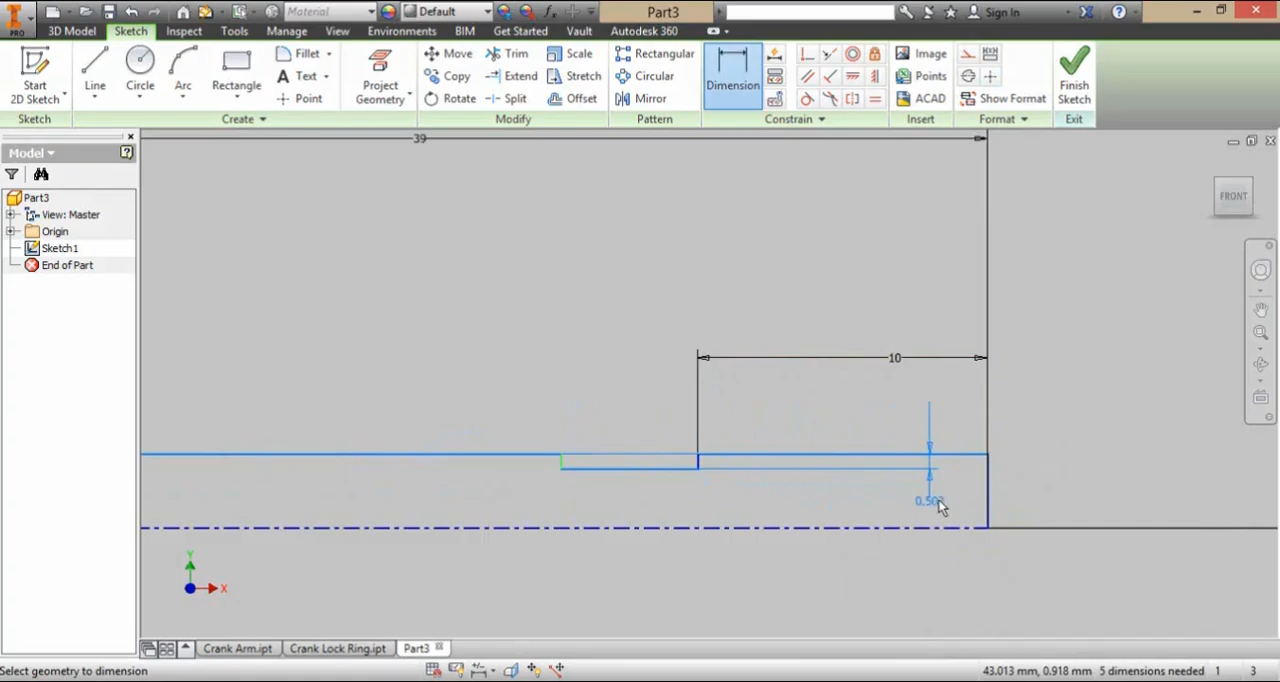 PRO Material Default Part3 Sign In
3D Model Sketch Inspect Tools Manage View Environments BIM Get Started Vault Autodesk 360
Start
2D Sketch
Line
Circle
Arc
Rectangle
Fillet
Text
Point
Project
Geometry
Move
Copy
Rotate
Trim
Extend
Split
Scale
Stretch
Offset
Rectangular
Circular
Mirror
Dimension
Image
Points
ACAD
Show Format
Finish
Sketch
Sketch Create Modify Pattern Constrain Insert Format Exit
Model
Part3
View: Master
Origin
Sketch1
End of Part
39
FRONT
10
Y
X
Crank Arm.ipt Crank Lock Ring.ipt Part3
Select geometry to dimension 43.013 mm, 0.918 mm 5 dimensions needed 1 3